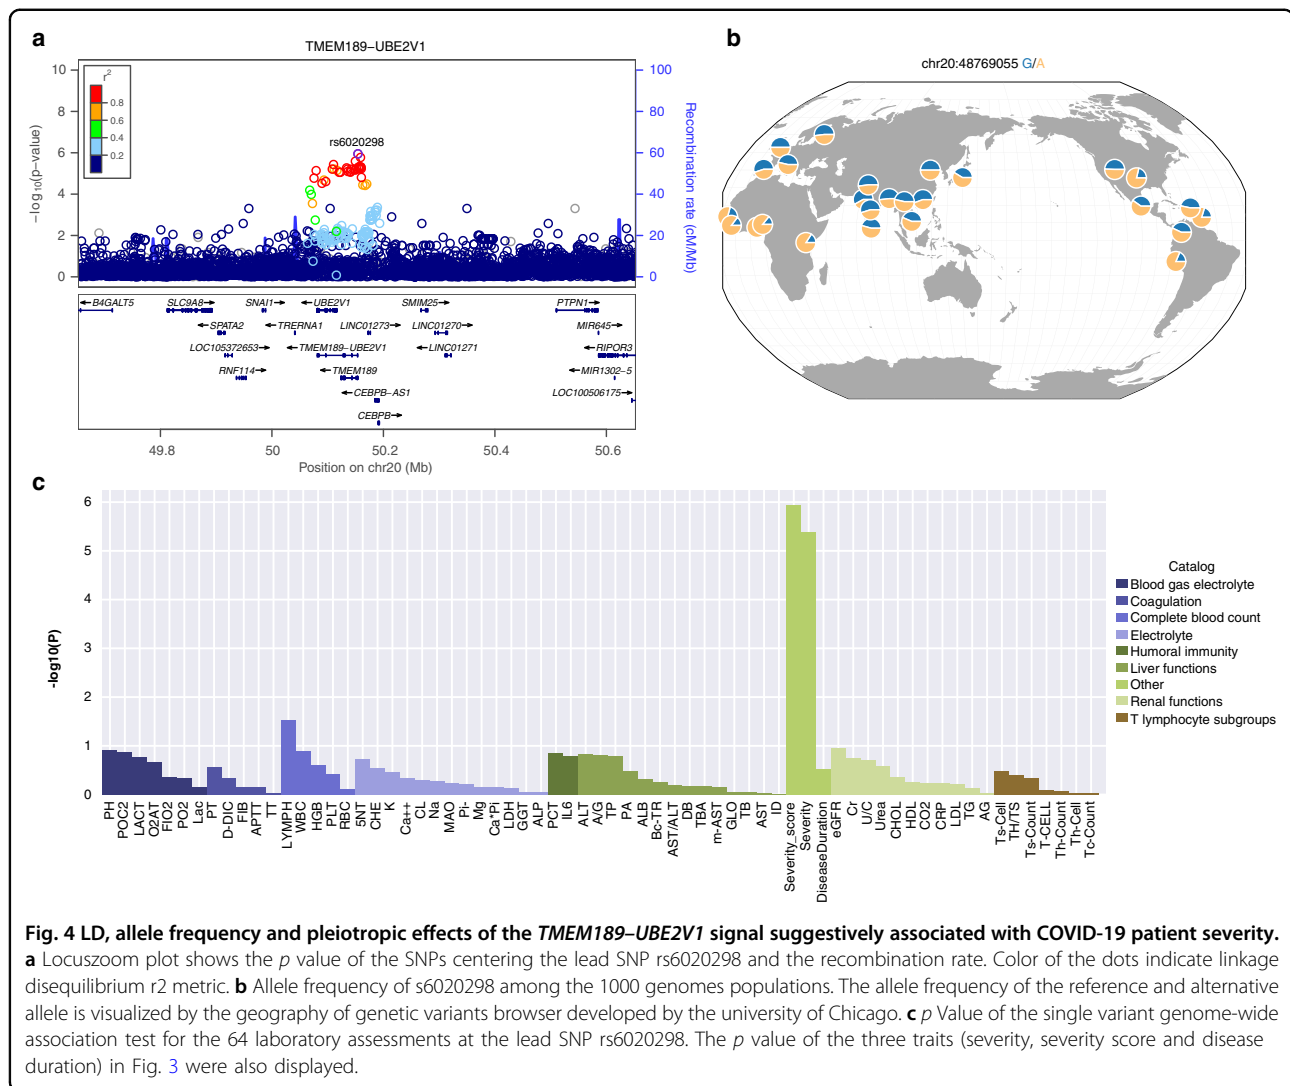 a
TMEM189–UBE2V1
10
8
6
4
2
0
−log10(p−value)
r2
0.8
0.6
0.4
0.2
rs6020298
100
80
60
40
20
0
Recombination rate (cM/Mb)
B4GALT5
SLC9A8
SNAI1
UBE2V1
SMIM25
PTPN1
SPATA2
TRERNA1
LINC01273
LINC01270
MIR645
LOC105372653
TMEM189−UBE2V1
LINC01271
RIPOR3
RNF114
TMEM189
MIR1302−5
CEBPB−AS1
LOC100506175
CEBPB
49.8
50
50.2
50.4
50.6
Position on chr20 (Mb)
b
chr20:48769055 G/A
c
6
5
4
3
2
1
0
-log10(P)
PH
POC2
LACT
O2AT
FIO2
PO2
Lac
PT
D-DIC
FIB
APTT
TT
LYMPH
WBC
HGB
PLT
RBC
5NT
CHE
K
Ca++
CL
Na
MAO
Pi-
Mg
Ca*Pi
LDH
GGT
ALP
PCT
IL6
ALT
A/G
TP
PA
ALB
Bc-TR
AST/ALT
DB
TBA
m-AST
GLO
TB
AST
ID
Severity_score
Severity
DiseaseDuration
eGFR
Cr
U/C
Urea
CHOL
HDL
CO2
CRP
LDL
TG
AG
Ts-Cell
TH/TS
Ts-Count
T-CELL
Th-Count
Th-Cell
Tc-Count
Catalog
Blood gas electrolyte
Coagulation
Complete blood count
Electrolyte
Humoral immunity
Liver functions
Other
Renal functions
T lymphocyte subgroups
Fig. 4 LD, allele frequency and pleiotropic effects of the TMEM189–UBE2V1 signal suggestively associated with COVID-19 patient severity.
a Locuszoom plot shows the p value of the SNPs centering the lead SNP rs6020298 and the recombination rate. Color of the dots indicate linkage
disequilibrium r2 metric. b Allele frequency of s6020298 among the 1000 genomes populations. The allele frequency of the reference and alternative
allele is visualized by the geography of genetic variants browser developed by the university of Chicago. c p Value of the single variant genome-wide
association test for the 64 laboratory assessments at the lead SNP rs6020298. The p value of the three traits (severity, severity score and disease
duration) in Fig. 3 were also displayed.